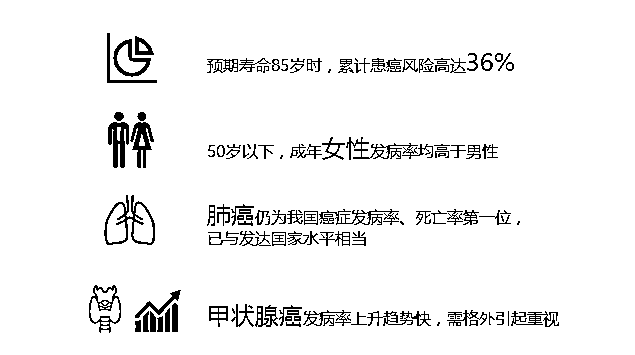 预期寿命85岁时，累计患癌风险高达36%
50岁以下，成年女性发病率均高于男性
肺癌仍为我国癌症发病率、死亡率第一位，
已与发达国家水平相当
甲状腺癌发病率上升趋势快，需格外引起重视